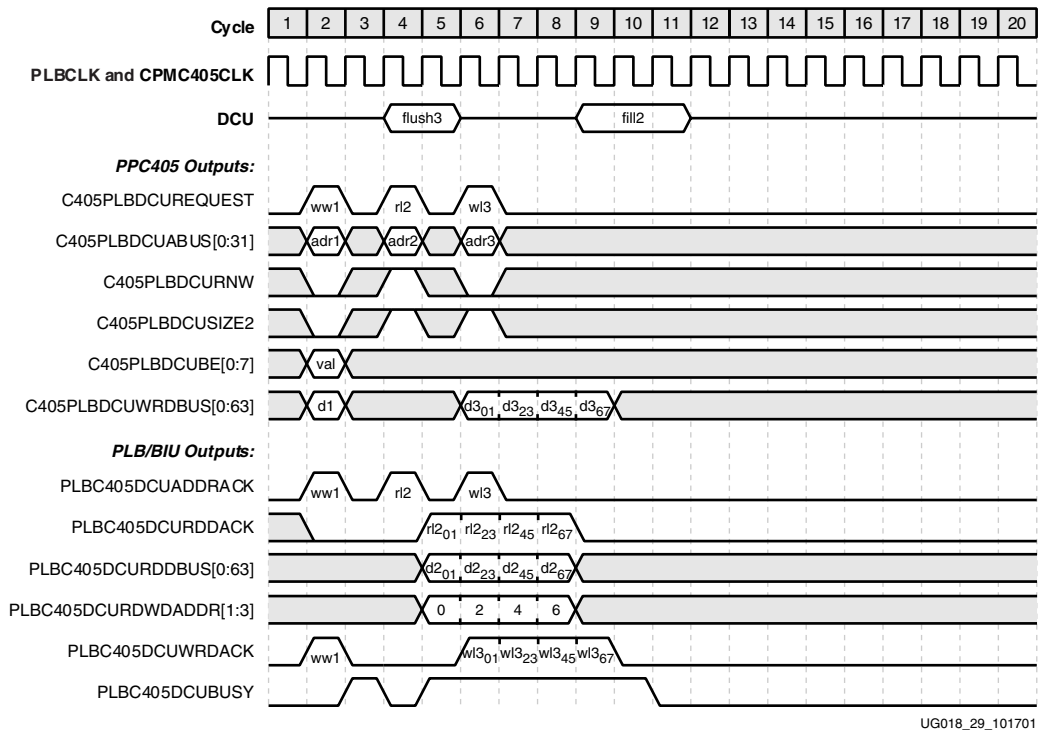 Cycle 1 2 3 4 5 6 7 8 9 10 11 12 13 14 15 16 17 18 19 20
PLBCLK and CPMC405CLK
DCU flush3 fill2
PPC405 Outputs:
C405PLBDCUREQUEST ww1 rl2 wl3
C405PLBDCUABUS[0:31] adr1 adr2 adr3
C405PLBDCURNW
C405PLBDCUSIZE2
C405PLBDCUBE[0:7] val
C405PLBDCUWRDBUS[0:63] d1 d301 d323 d345 d367
PLB/BIU Outputs:
PLBC405DCUADDRACK ww1 rl2 wl3
PLBC405DCURDDACK rl201 rl223 rl245 rl267
PLBC405DCURDDBUS[0:63] d201 d223 d245 d267
PLBC405DCURDWDADDR[1:3] 0 2 4 6
PLBC405DCUWRDACK ww1 wl301 wl323 wl345 wl367
PLBC405DCUBUSY
UG018_29_101701